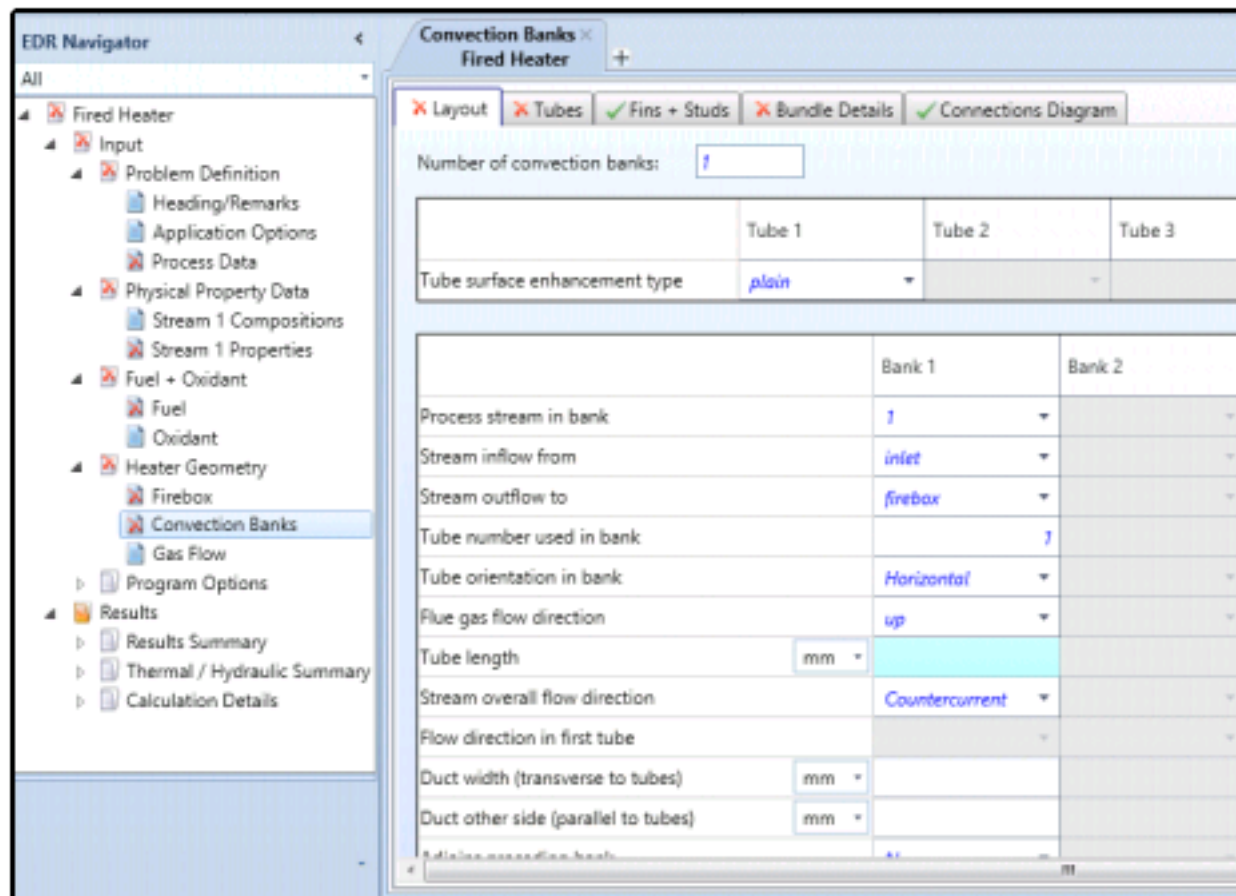 EDR Navigator
All
Fired Heater
Input
Problem Definition
Heading/Remarks
Application Options
Process Data
Physical Property Data
Stream 1 Compositions
Stream 1 Properties
Fuel + Oxidant
Fuel
Oxidant
Heater Geometry
Firebox
Convection Banks
Gas Flow
Program Options
Results
Results Summary
Thermal / Hydraulic Summary
Calculation Details
Convection Banks
Fired Heater
Layout Tubes Fins + Studs Bundle Details Connections Diagram
Number of convection banks: 1
Tube 1 Tube 2 Tube 3
Tube surface enhancement type plain
Bank 1 Bank 2
Process stream in bank 1
Stream inflow from inlet
Stream outflow to firebox
Tube number used in bank 1
Tube orientation in bank Horizontal
Flue gas flow direction up
Tube length mm
Stream overall flow direction Countercurrent
Flow direction in first tube
Duct width (transverse to tubes) mm
Duct other side (parallel to tubes) mm